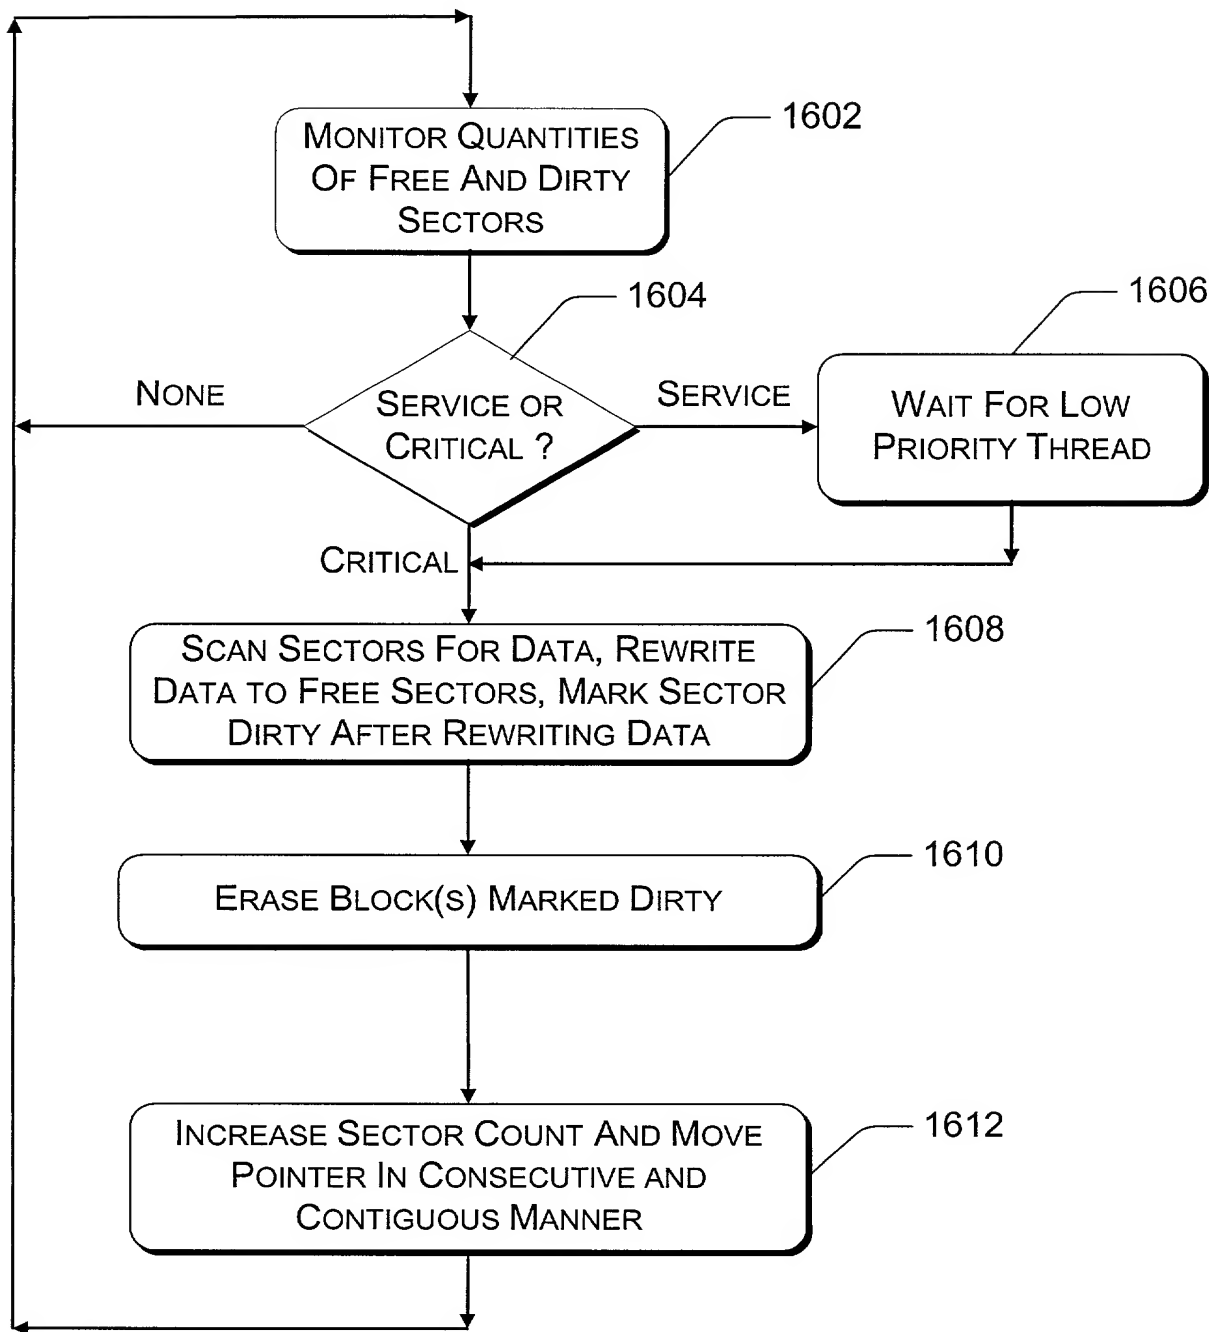 1602
MONITOR QUANTITIES
OF FREE AND DIRTY
SECTORS
1604
1606
NONE
SERVICE OR
CRITICAL ?
SERVICE
WAIT FOR LOW
PRIORITY THREAD
CRITICAL
1608
SCAN SECTORS FOR DATA, REWRITE
DATA TO FREE SECTORS, MARK SECTOR
DIRTY AFTER REWRITING DATA
1610
ERASE BLOCK(S) MARKED DIRTY
1612
INCREASE SECTOR COUNT AND MOVE
POINTER IN CONSECUTIVE AND
CONTIGUOUS MANNER